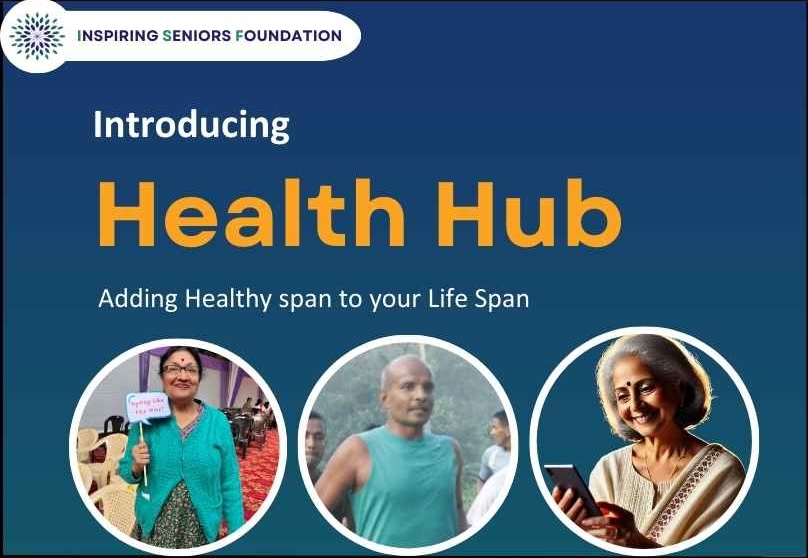 INSPIRING SENIORS FOUNDATION
Introducing
Health Hub
Adding Healthy span to your Life Span